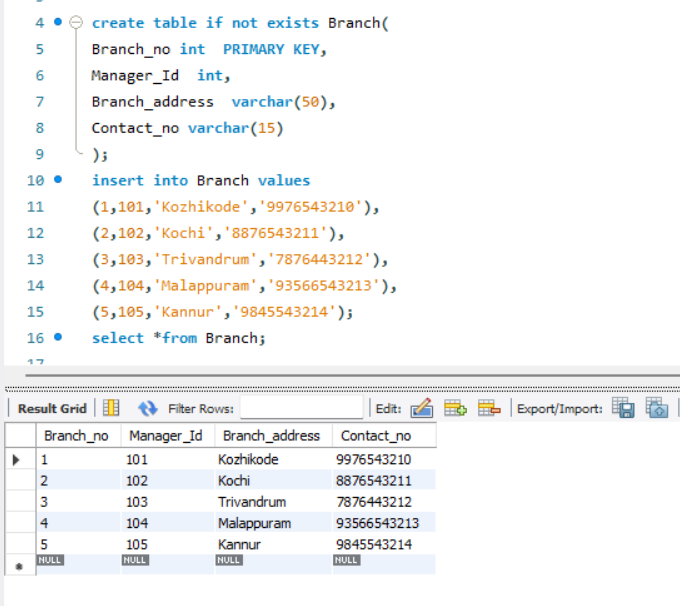 4 create table if not exists Branch(
5 Branch_no int  PRIMARY KEY,
6 Manager_Id  int,
7 Branch_address  varchar(50),
8 Contact_no varchar(15)
9 );
10 insert into Branch values
11 (1,101,'Kozhikode','9976543210'),
12 (2,102,'Kochi','8876543211'),
13 (3,103,'Trivandrum','7876443212'),
14 (4,104,'Malappuram','93566543213'),
15 (5,105,'Kannur','9845543214');
16 select *from Branch;
17
Result Grid Filter Rows: Edit: Export/Import:
Branch_no Manager_Id Branch_address Contact_no
1 101 Kozhikode 9976543210
2 102 Kochi 8876543211
3 103 Trivandrum 7876443212
4 104 Malappuram 93566543213
5 105 Kannur 9845543214
NULL NULL NULL NULL